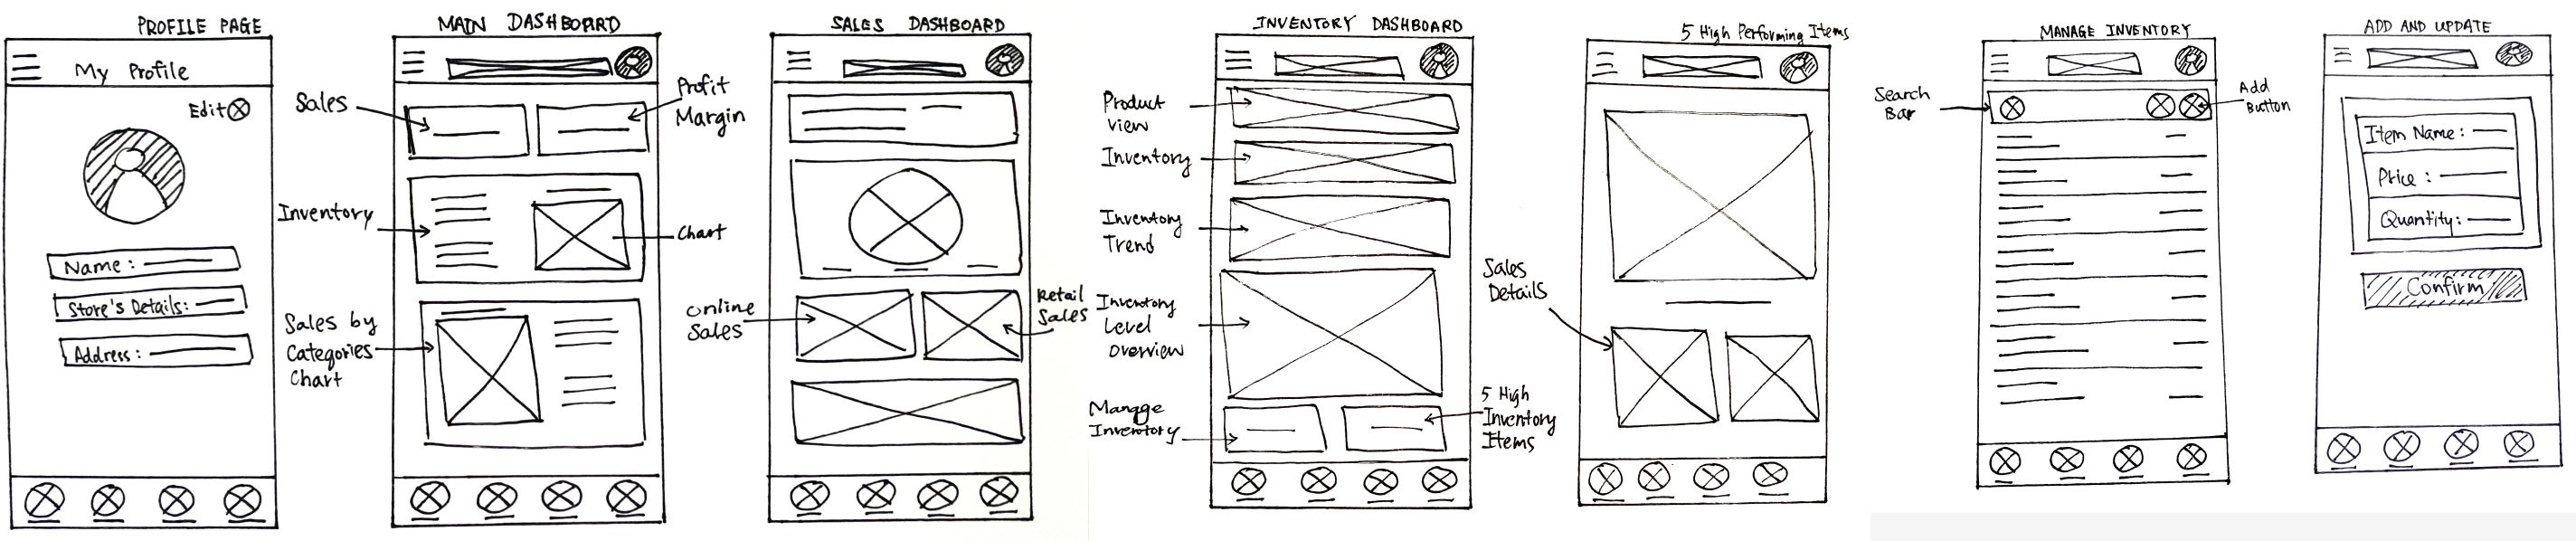 PROFILE PAGE
My Profile
Edit
Name:
Store's Details:
Address:
MAIN DASHBOARD
Sales
Profit
Margin
Inventory
Chart
Sales by
Categories
Chart
SALES DASHBOARD
Online
Sales
Retail
Sales
INVENTORY DASHBOARD
Product
view
Inventory
Inventory
Trend
Inventory
Level
Overview
Manage
Inventory
5 High
Inventory
Items
5 High Performing Items
Sales
Details
MANAGE INVENTORY
Search
Bar
Add
Button
ADD AND UPDATE
Item Name:
Price:
Quantity:
Confirm